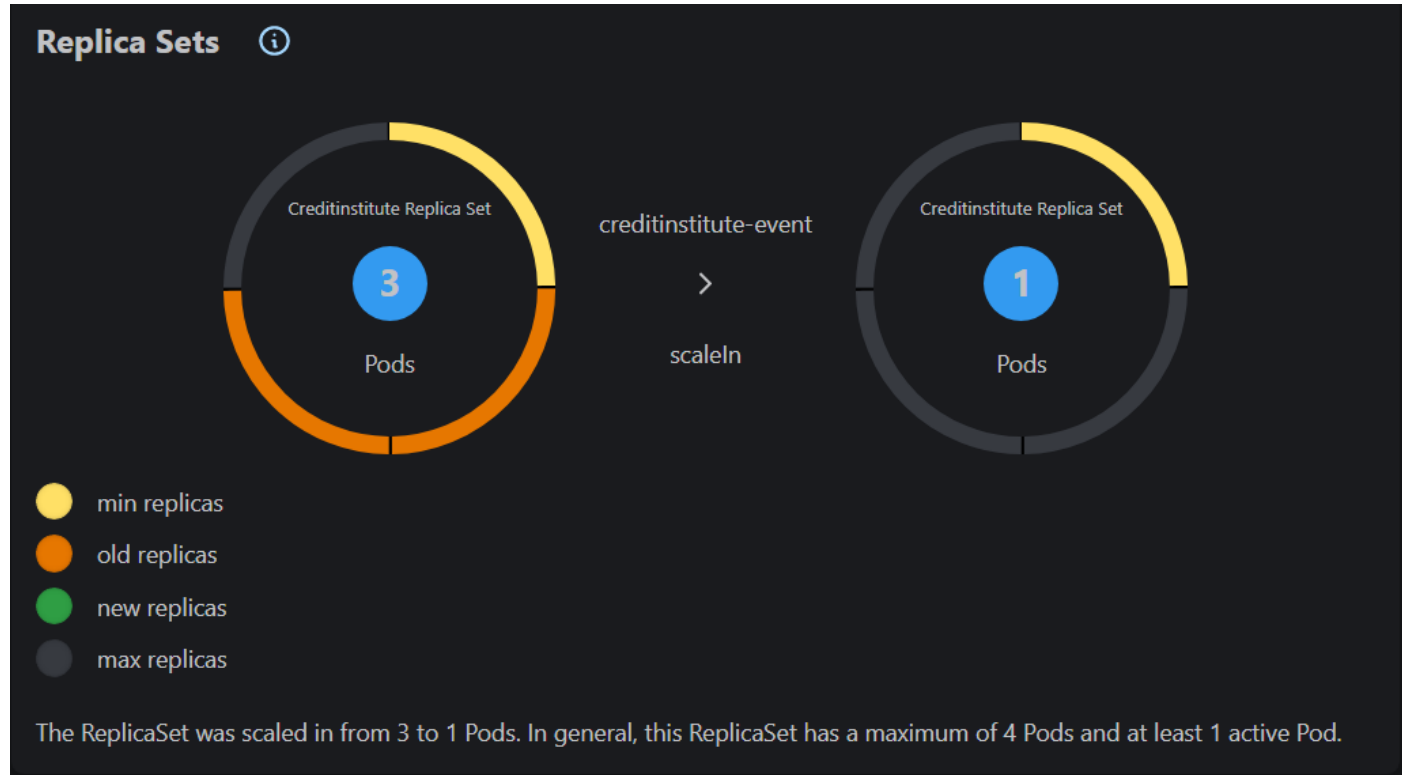 Replica Sets
Creditinstitute Replica Set
3
Pods
creditinstitute-event
scaleIn
Creditinstitute Replica Set
1
Pods
min replicas
old replicas
new replicas
max replicas
The ReplicaSet was scaled in from 3 to 1 Pods. In general, this ReplicaSet has a maximum of 4 Pods and at least 1 active Pod.